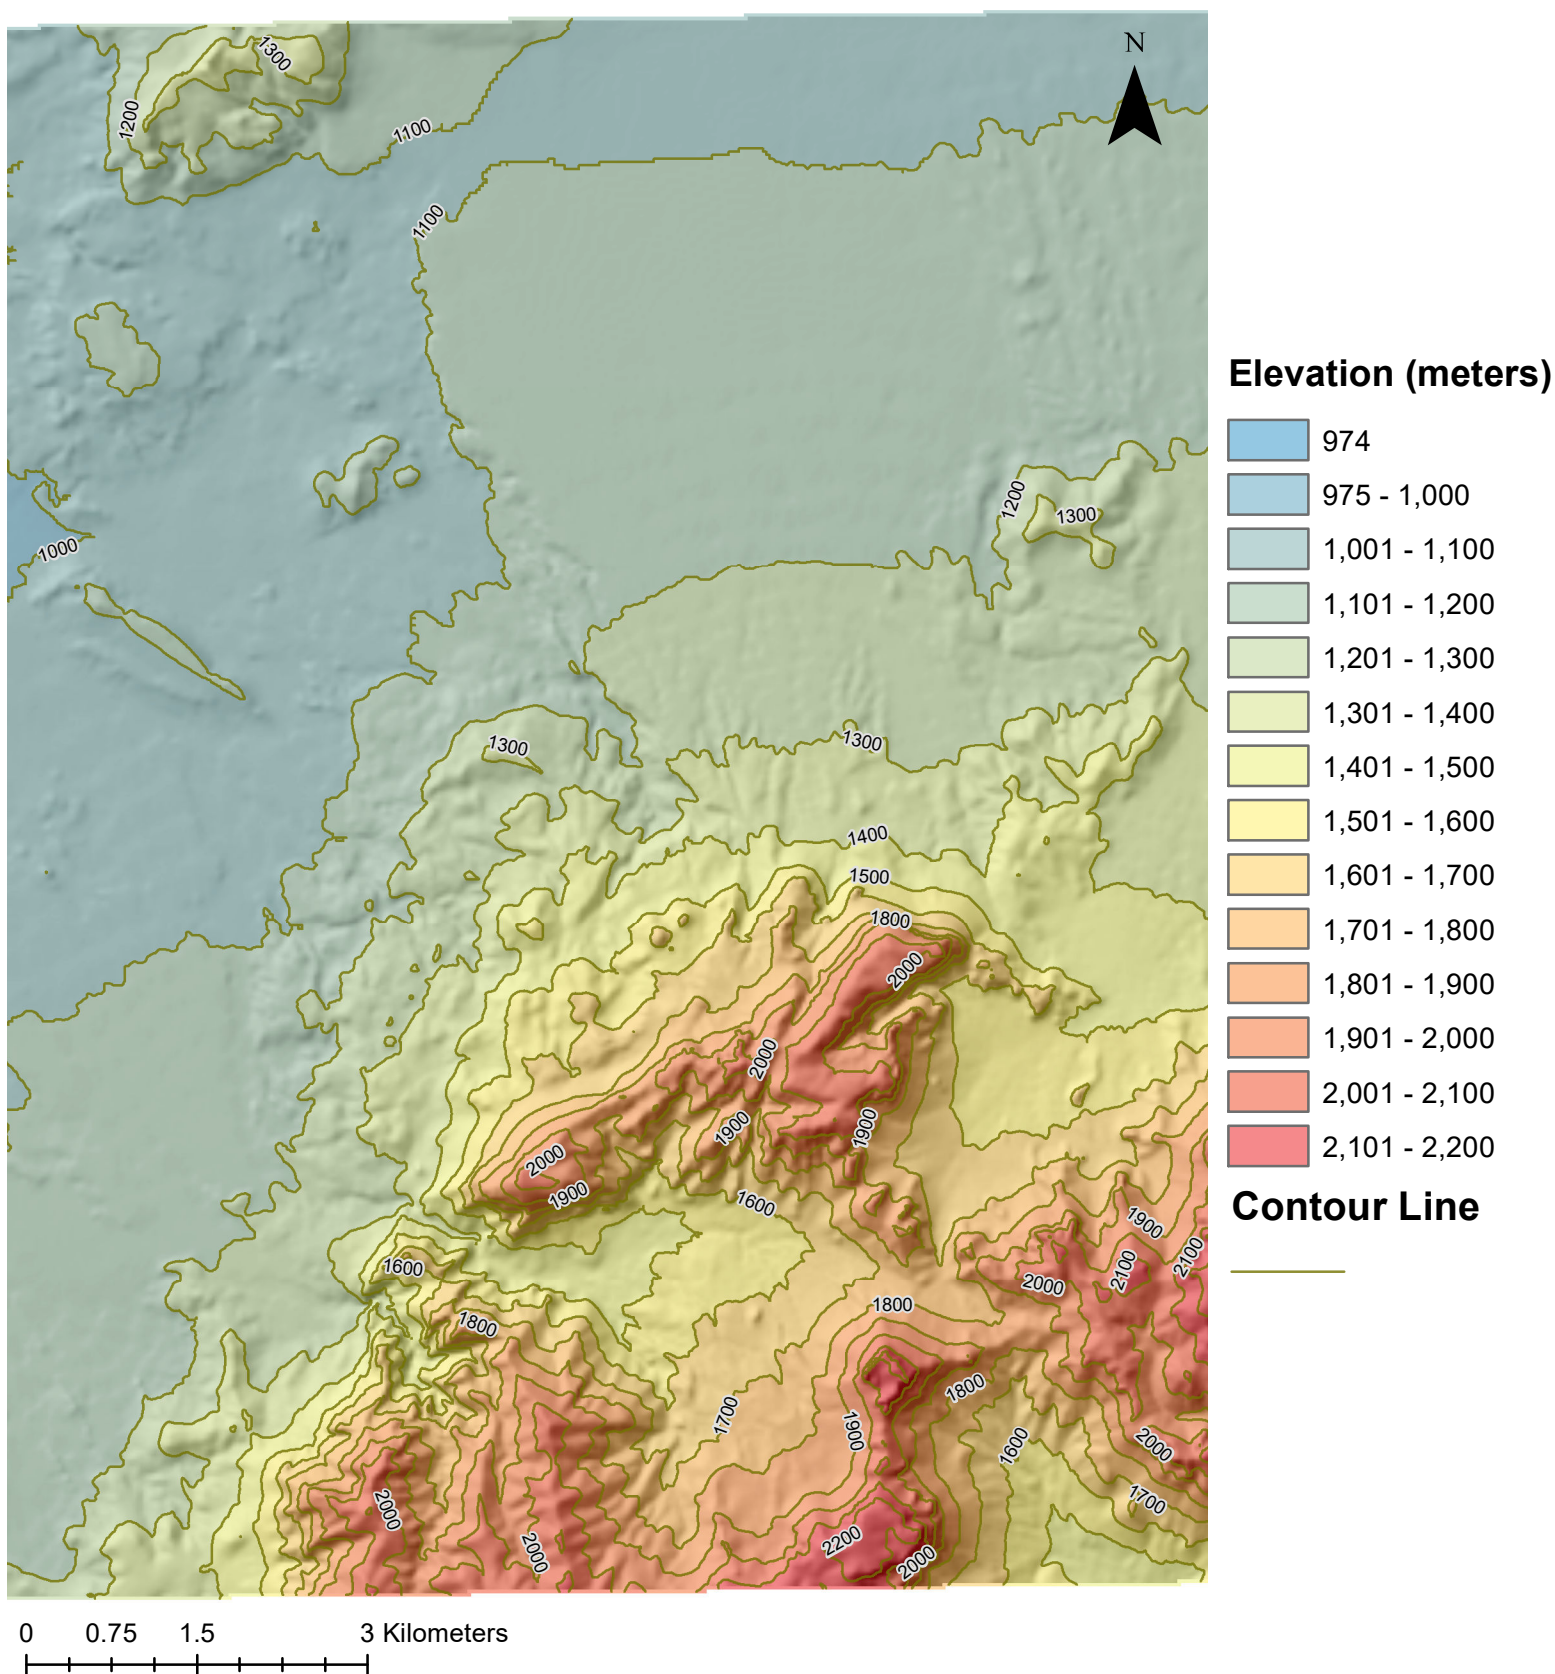 1300
N
1200
1100
1100
1200
1300
1000
1300
1300
1400
1500
1800
2000
2000
1900
1900
2000
1900
1600
1900
2100
2100
1600
2000
1800
1800
1800
1700
1900
1600
2000
2000
1700
2200
2000
2000
Elevation (meters)
974
975 - 1,000
1,001 - 1,100
1,101 - 1,200
1,201 - 1,300
1,301 - 1,400
1,401 - 1,500
1,501 - 1,600
1,601 - 1,700
1,701 - 1,800
1,801 - 1,900
1,901 - 2,000
2,001 - 2,100
2,101 - 2,200
Contour Line
0 0.75 1.5 3 Kilometers